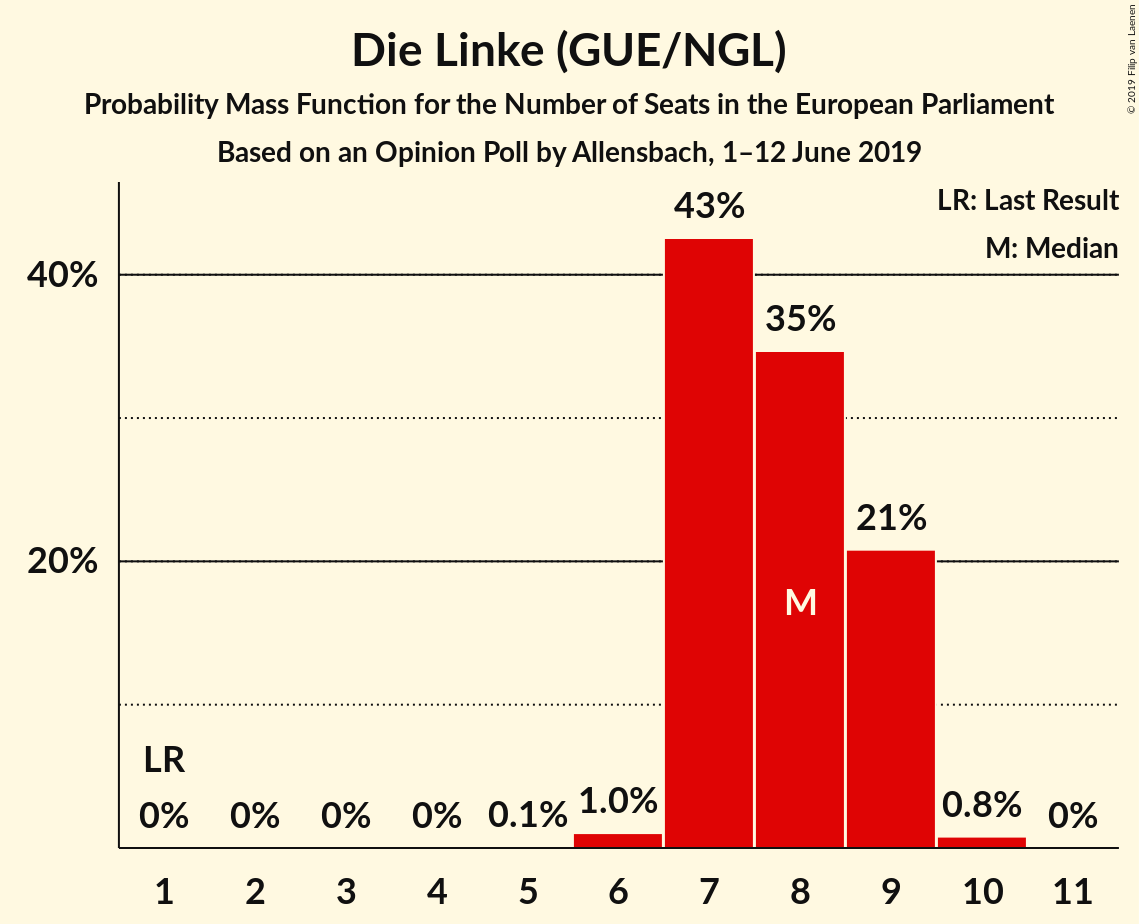 © 2019 Filip van Laenen
Die Linke (GUE/NGL)
Probability Mass Function for the Number of Seats in the European Parliament
Based on an Opinion Poll by Allensbach, 1–12 June 2019
LR: Last Result
M: Median
43%
40%
35%
21%
20%
M
LR
0% 0% 0% 0% 0.1% 1.0% 0.8% 0%
1 2 3 4 5 6 7 8 9 10 11